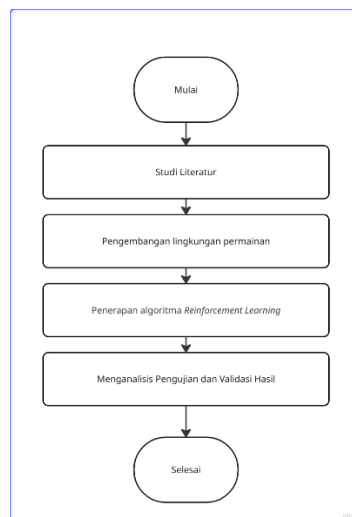 Mulai
Studi Literatur
Pengembangan lingkungan permainan
Penerapan algoritma Reinforcement Learning
Menganalisis Pengujian dan Validasi Hasil
Selesai